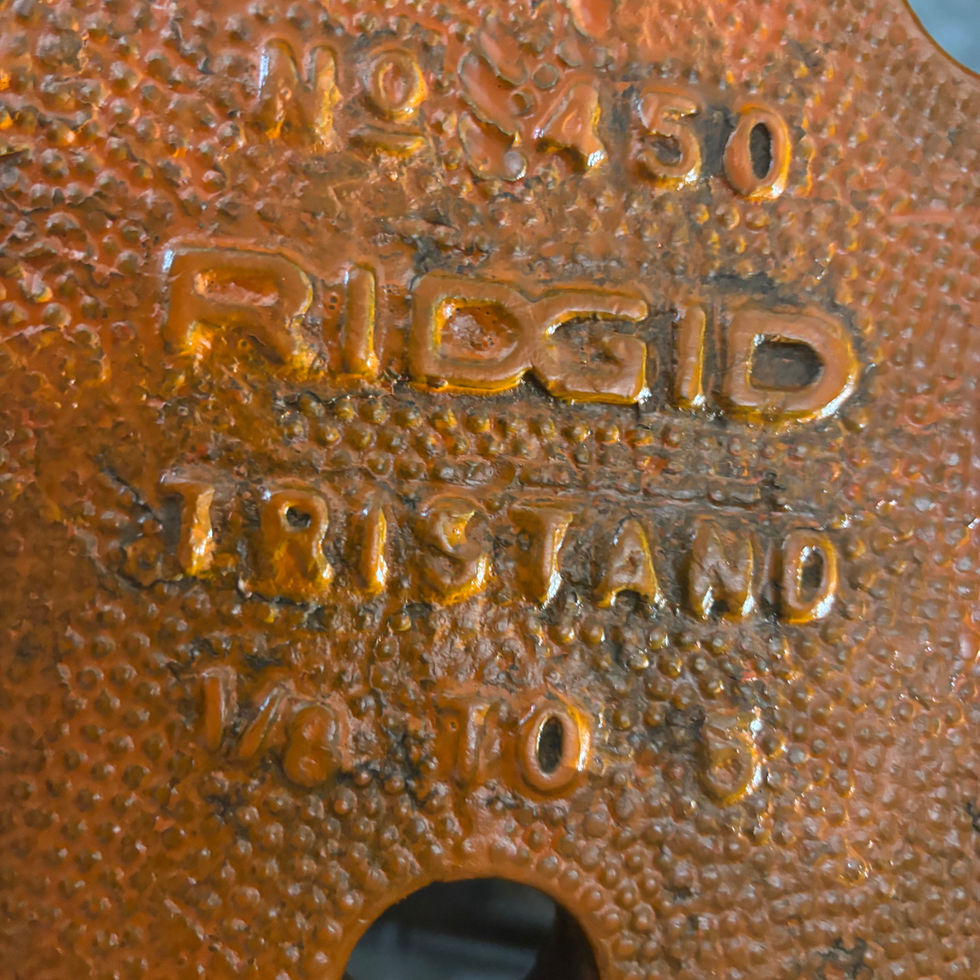 Nº 450
RIDGID
TRISTAND
1/8 TO 5